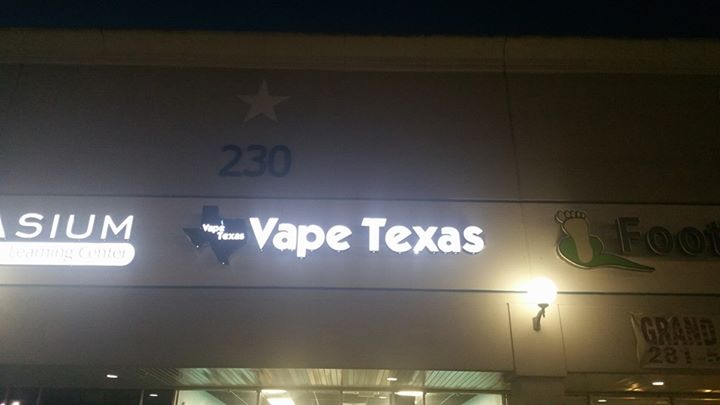 230
ASIUM
Learning Center
Vape
Texas
Vape Texas
Foot
GRAND
281